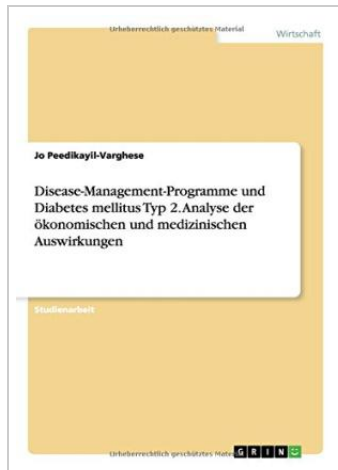 Urheberrechtlich geschütztes Material
Wirtschaft
Jo Peedikayil-Varghese
Disease-Management-Programme und
Diabetes mellitus Typ 2. Analyse der
ökonomischen und medizinischen
Auswirkungen
Studienarbeit
Urheberrechtlich geschütztes Mater
GRIN